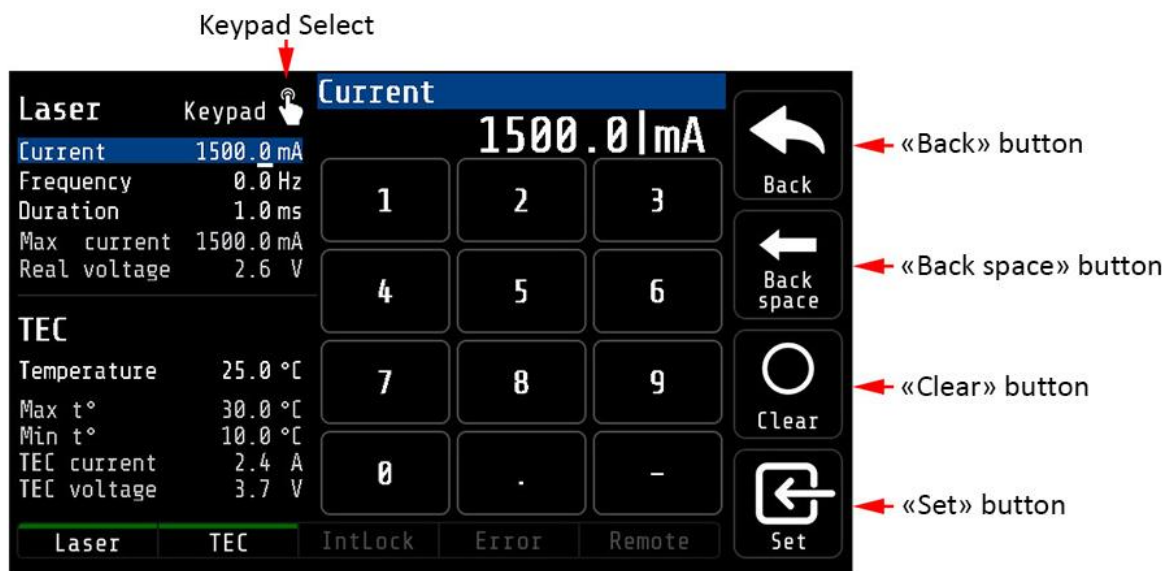 Keypad Select
Laser Keypad
Current 1500.0 mA
Frequency 0.0 Hz
Duration 1.0 ms
Max current 1500.0 mA
Real voltage 2.6 V
TEC
Temperature 25.0 °C
Max t° 30.0 °C
Min t° 10.0 °C
TEC current 2.4 A
TEC voltage 3.7 V
Current
1500.0 mA
1 2 3
4 5 6
7 8 9
0 . -
Back
Back
space
Clear
Set
Laser TEC IntLock Error Remote
«Back» button
«Back space» button
«Clear» button
«Set» button